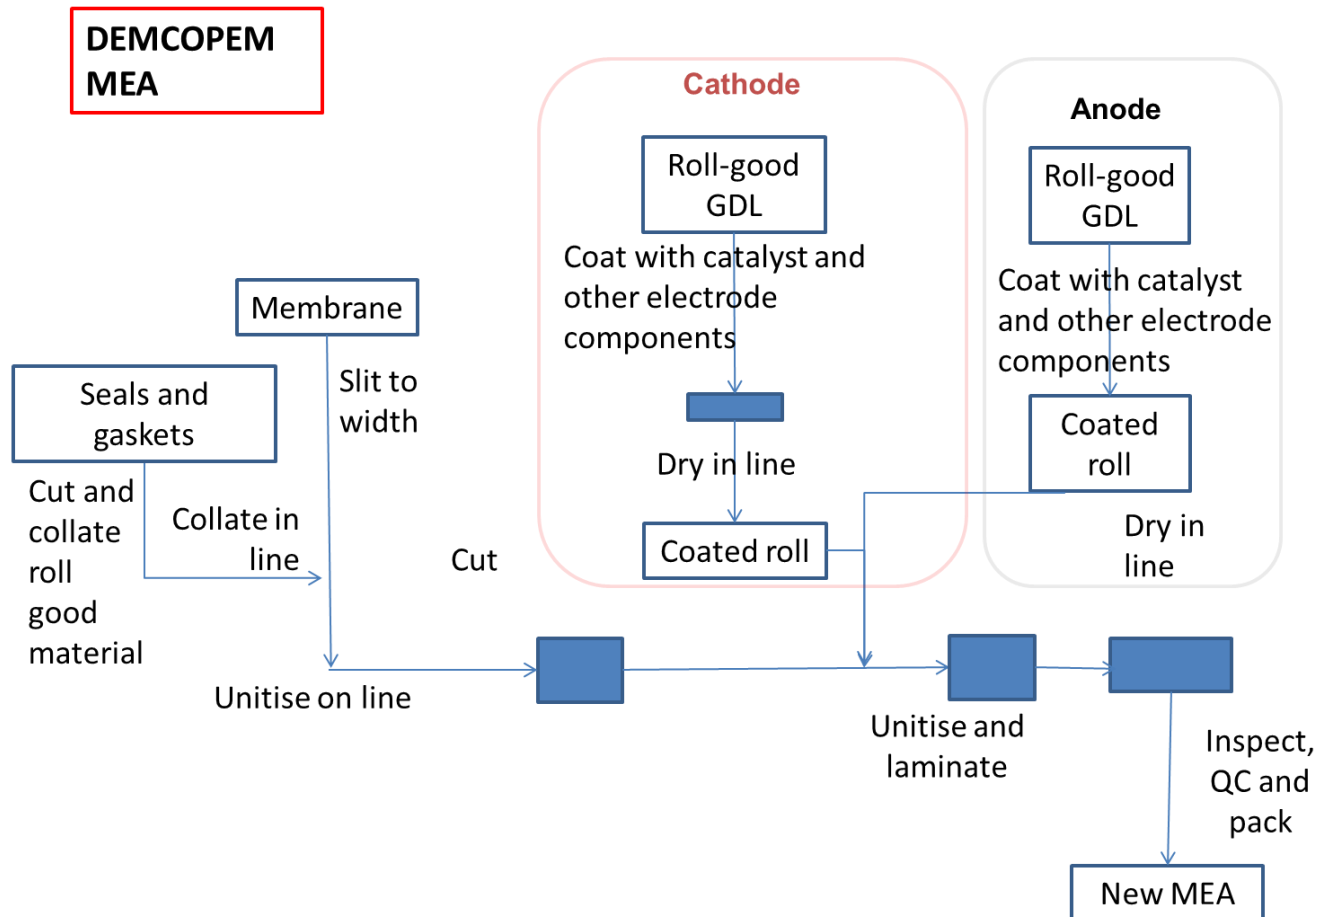 DEMCOPEM
MEA
Cathode
Anode
Roll-good
GDL
Roll-good
GDL
Coat with catalyst and
other electrode
components
Coat with catalyst
and other electrode
components
Membrane
Slit to
width
Seals and
gaskets
Coated
roll
Dry in line
Cut and
collate
roll
good
material
Collate in
line
Cut
Coated roll
Dry in
line
Unitise on line
Unitise and
laminate
Inspect,
QC and
pack
New MEA